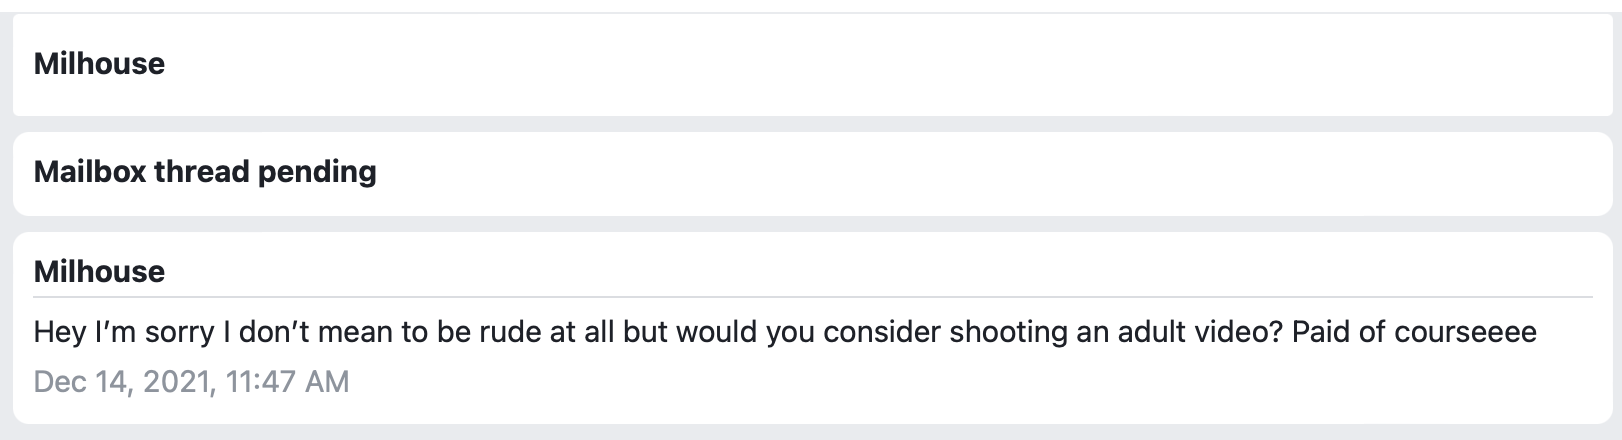 Milhouse
Mailbox thread pending
Milhouse
Hey I’m sorry I don’t mean to be rude at all but would you consider shooting an adult video? Paid of courseeee
Dec 14, 2021, 11:47 AM